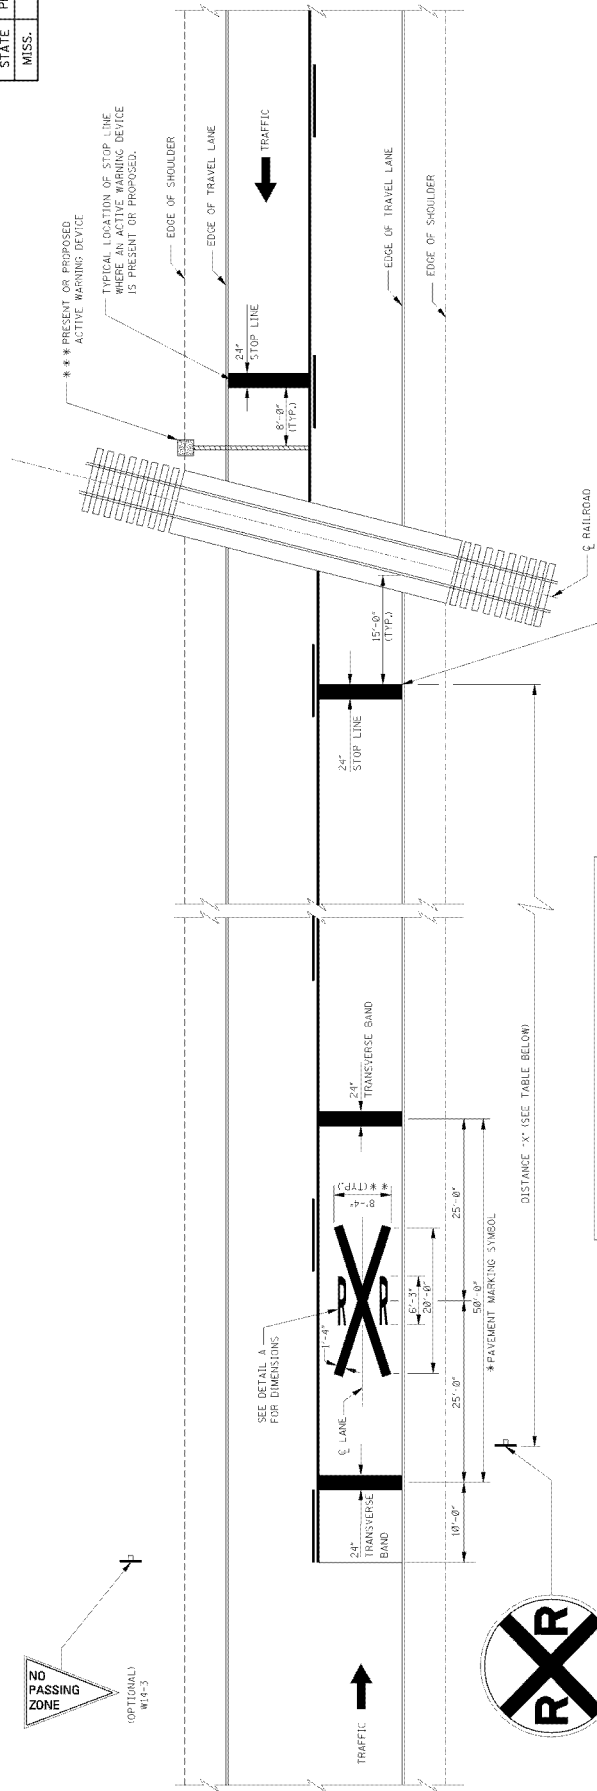 STATE
MISS.
* * * PRESENT OR PROPOSED
ACTIVE WARNING DEVICE
TYPICAL LOCATION OF STOP LINE
WHERE AN ACTIVE WARNING DEVICE
IS PRESENT OR PROPOSED.
EDGE OF SHOULDER
EDGE OF TRAVEL LANE
TRAFFIC
EDGE OF TRAVEL LANE
EDGE OF SHOULDER
24"
STOP LINE
8'-0"
(TYP.)
15'-0"
(TYP.)
℄ RAILROAD
24"
STOP LINE
DISTANCE "X" (SEE TABLE BELOW)
24"
TRANSVERSE BAND
8'-4"
* * (TYP.)
SEE DETAIL A
FOR DIMENSIONS
1'-4"
R
R
℄ LANE
6'-3"
20'-0"
25'-0"
25'-0"
50'-0"
* PAVEMENT MARKING SYMBOL
10'-0"
24"
TRANSVERSE
BAND
NO
PASSING
ZONE
(OPTIONAL)
W14-3
TRAFFIC
R R